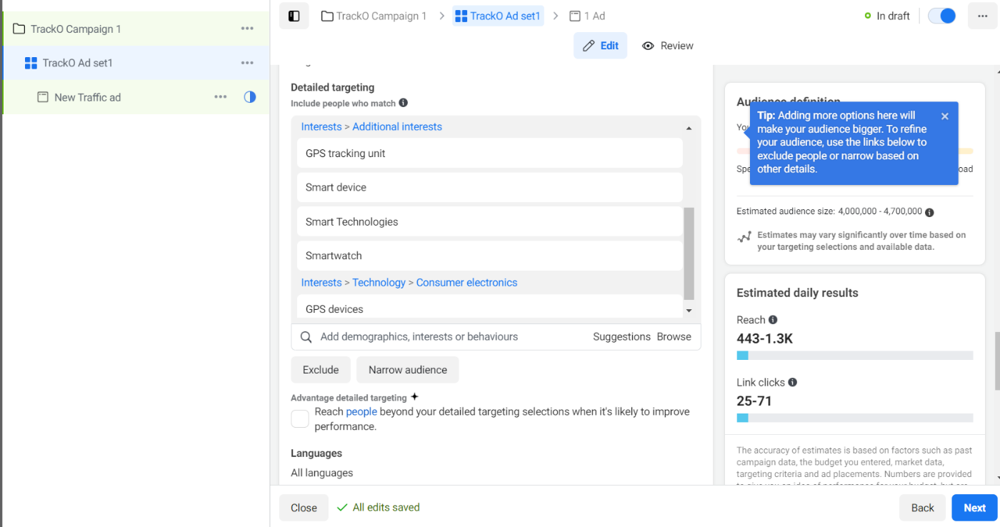 TrackO Campaign 1
TrackO Ad set1
New Traffic ad
TrackO Campaign 1 > TrackO Ad set1 > 1 Ad
In draft
Edit
Review
Detailed targeting
Include people who match
Interests > Additional interests
GPS tracking unit
Smart device
Smart Technologies
Smartwatch
Interests > Technology > Consumer electronics
GPS devices
Add demographics, interests or behaviours
Suggestions Browse
Exclude
Narrow audience
Advantage detailed targeting
Reach people beyond your detailed targeting selections when it's likely to improve
performance.
Languages
All languages
Audience definition
Tip: Adding more options here will
make your audience bigger. To refine
your audience, use the links below to
exclude people or narrow based on
other details.
Estimated audience size: 4,000,000 - 4,700,000
Estimates may vary significantly over time based on
your targeting selections and available data.
Estimated daily results
Reach
443-1.3K
Link clicks
25-71
The accuracy of estimates is based on factors such as past
campaign data, the budget you entered, market data,
targeting criteria and ad placements. Numbers are provided
Close
All edits saved
Back
Next